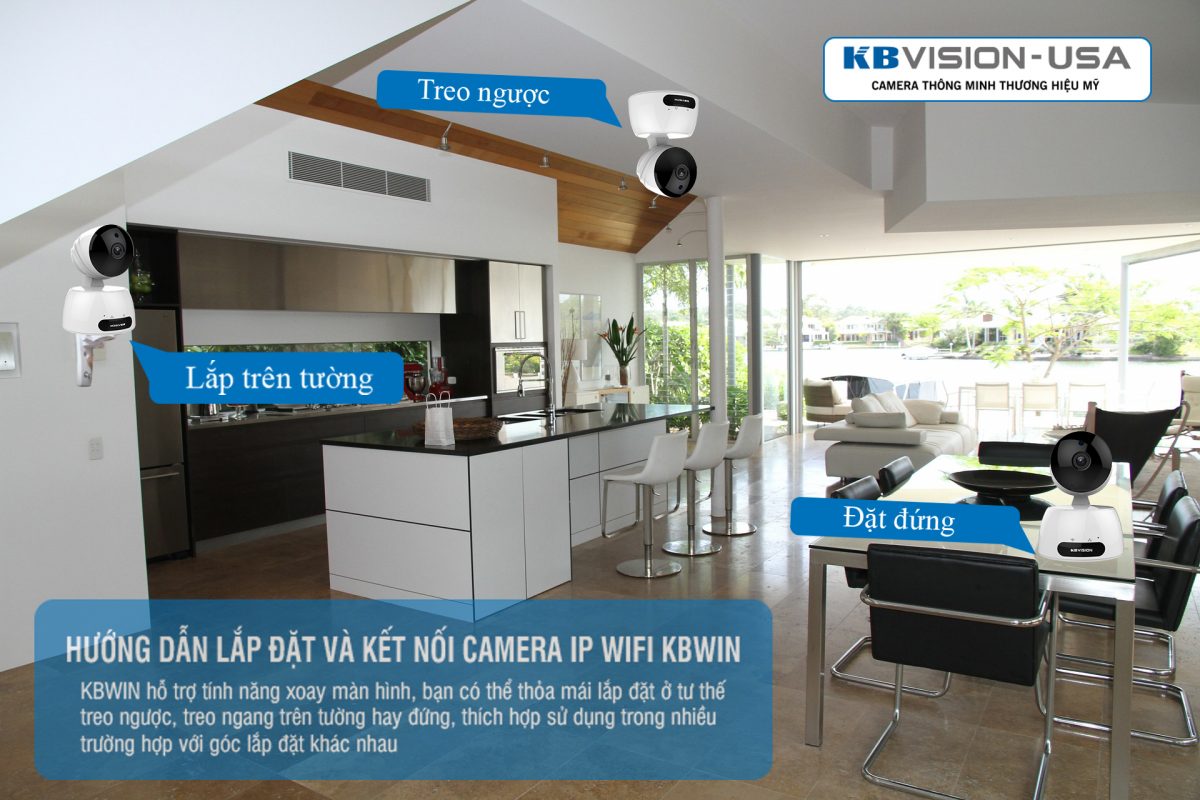 KBVISION-USA
CAMERA THÔNG MINH THƯƠNG HIỆU MỸ
Treo ngược
Lắp trên tường
Đặt đứng
KBVISION
HƯỚNG DẪN LẮP ĐẶT VÀ KẾT NỐI CAMERA IP WIFI KBWIN
KBWIN hỗ trợ tính năng xoay màn hình, bạn có thể thỏa mái lắp đặt ở tư thế
treo ngược, treo ngang trên tường hay đứng, thích hợp sử dụng trong nhiều
trường hợp với góc lắp đặt khác nhau